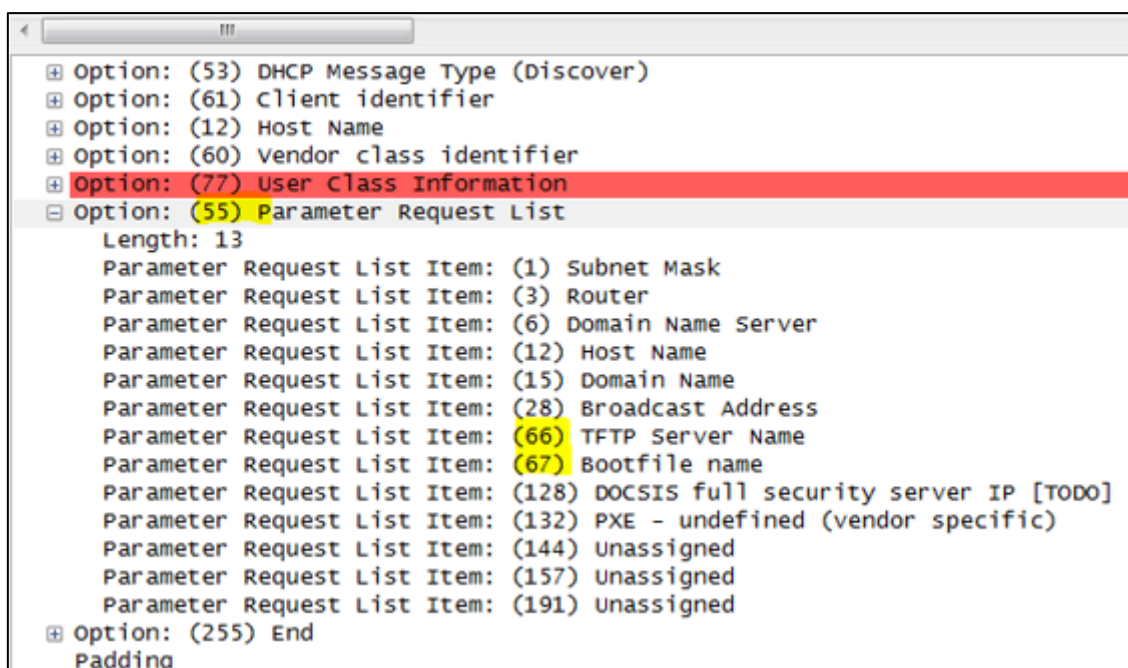 Option: (53) DHCP Message Type (Discover)
Option: (61) Client identifier
Option: (12) Host Name
Option: (60) Vendor class identifier
Option: (77) User Class Information
Option: (55) Parameter Request List
Length: 13
Parameter Request List Item: (1) Subnet Mask
Parameter Request List Item: (3) Router
Parameter Request List Item: (6) Domain Name Server
Parameter Request List Item: (12) Host Name
Parameter Request List Item: (15) Domain Name
Parameter Request List Item: (28) Broadcast Address
Parameter Request List Item: (66) TFTP Server Name
Parameter Request List Item: (67) Bootfile name
Parameter Request List Item: (128) DOCSIS full security server IP [TODO]
Parameter Request List Item: (132) PXE - undefined (vendor specific)
Parameter Request List Item: (144) Unassigned
Parameter Request List Item: (157) Unassigned
Parameter Request List Item: (191) Unassigned
Option: (255) End
Padding